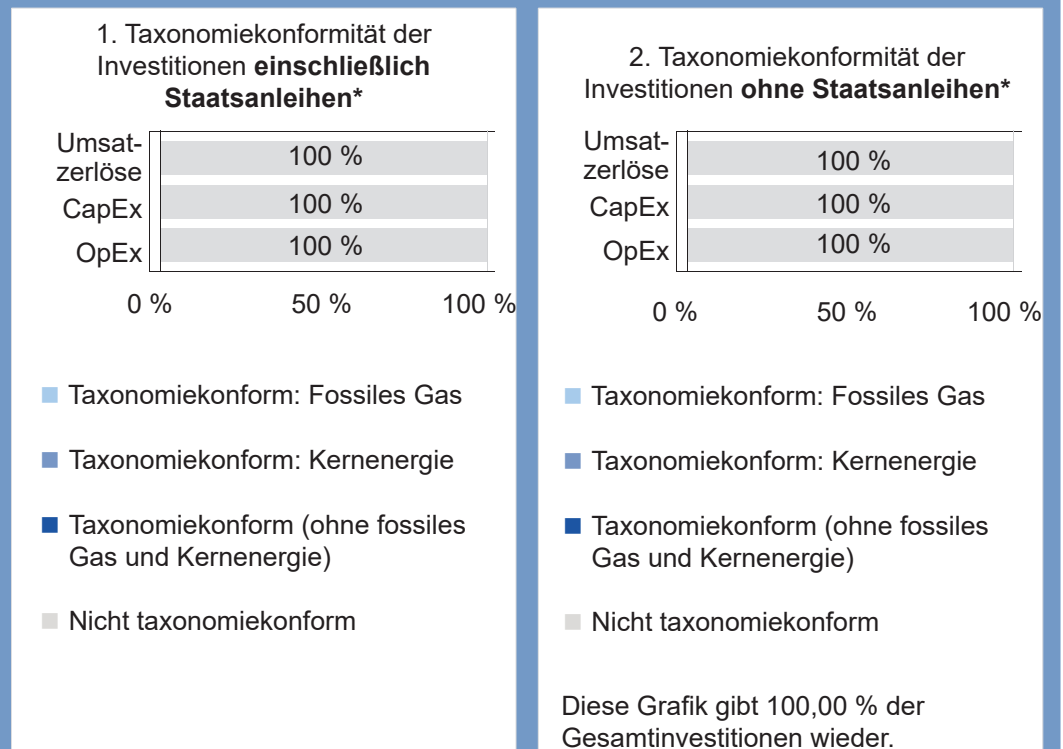 1. Taxonomiekonformität der
Investitionen einschließlich
Staatsanleihen*
Umsat-
zerlöse
100 %
CapEx
100 %
OpEx
100 %
0 %
50 %
100 %
Taxonomiekonform: Fossiles Gas
Taxonomiekonform: Kernenergie
Taxonomiekonform (ohne fossiles
Gas und Kernenergie)
Nicht taxonomiekonform
2. Taxonomiekonformität der
Investitionen ohne Staatsanleihen*
Umsat-
zerlöse
100 %
CapEx
100 %
OpEx
100 %
0 %
50 %
100 %
Taxonomiekonform: Fossiles Gas
Taxonomiekonform: Kernenergie
Taxonomiekonform (ohne fossiles
Gas und Kernenergie)
Nicht taxonomiekonform
Diese Grafik gibt 100,00 % der
Gesamtinvestitionen wieder.